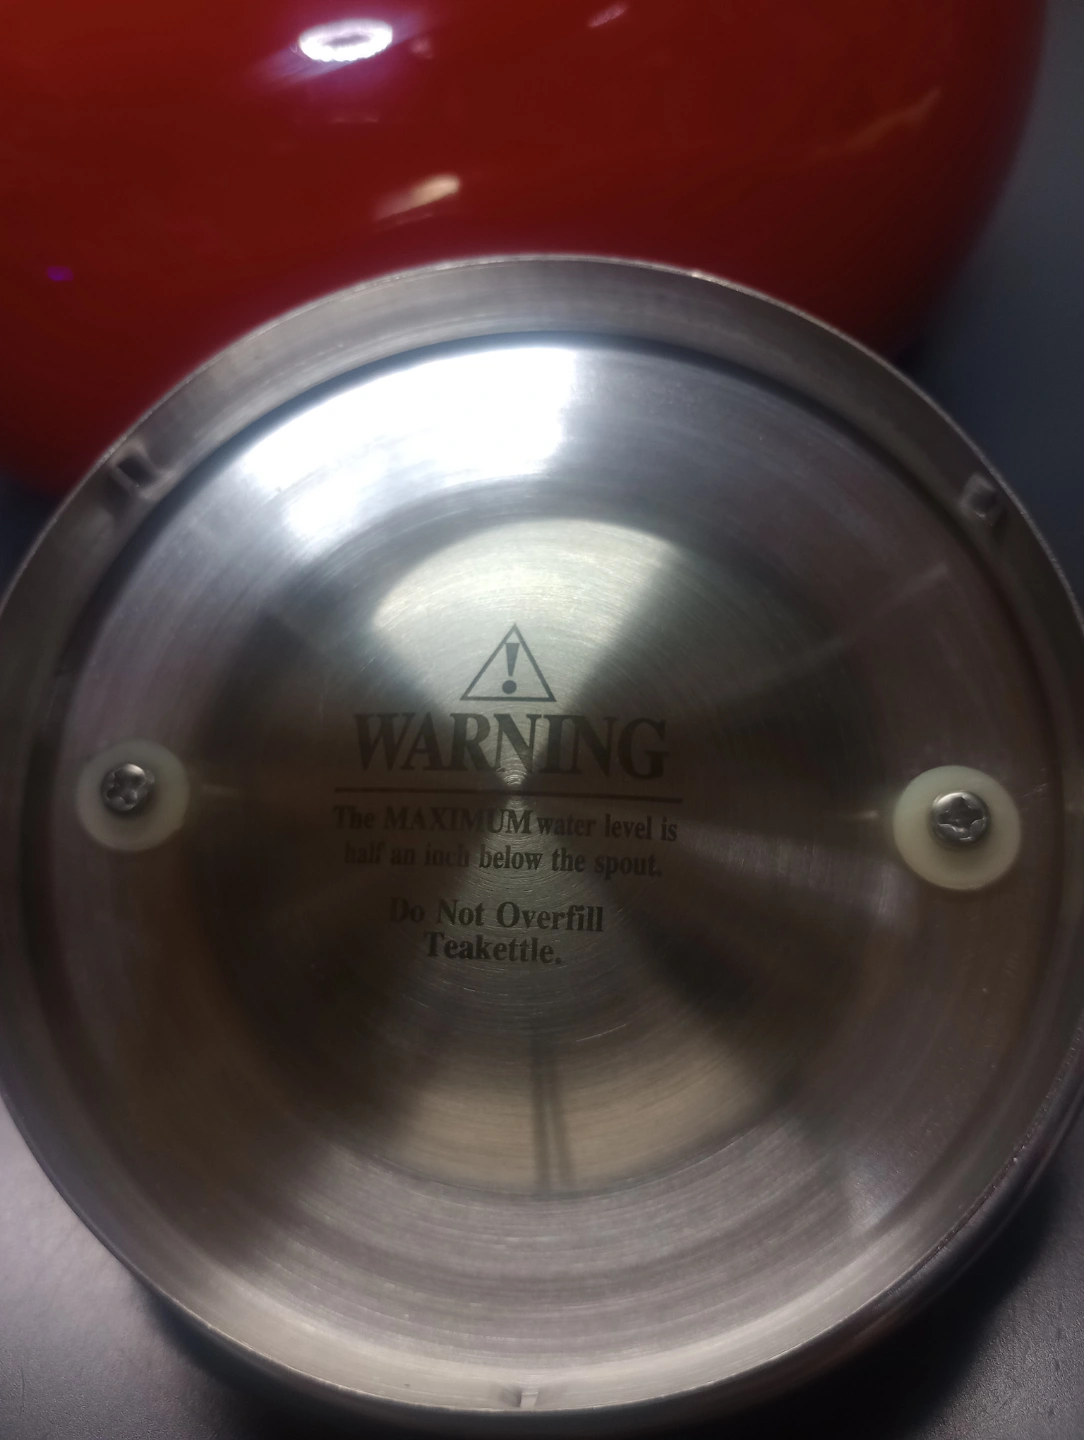 WARNING
The MAXIMUM water level is
half an inch below the spout.
Do Not Overfill
Teakettle.